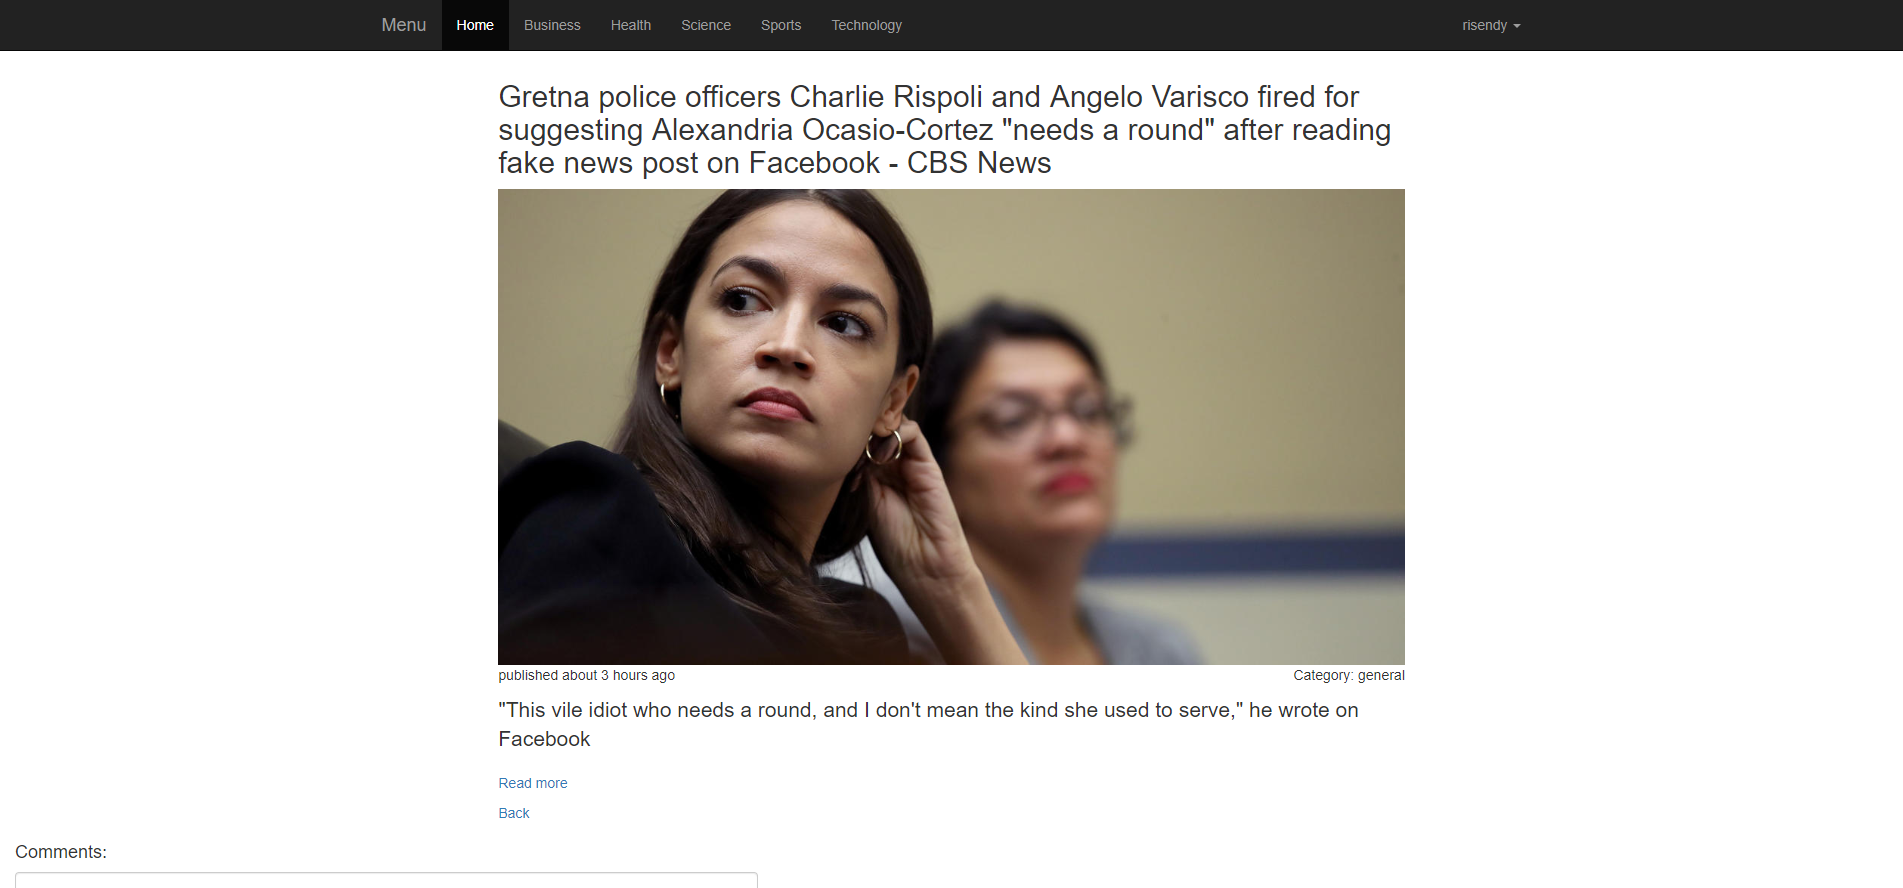 Menu Home Business Health Science Sports Technology risendy
Gretna police officers Charlie Rispoli and Angelo Varisco fired for
suggesting Alexandria Ocasio-Cortez "needs a round" after reading
fake news post on Facebook - CBS News
published about 3 hours ago Category: general
"This vile idiot who needs a round, and I don't mean the kind she used to serve," he wrote on
Facebook
Read more
Back
Comments: